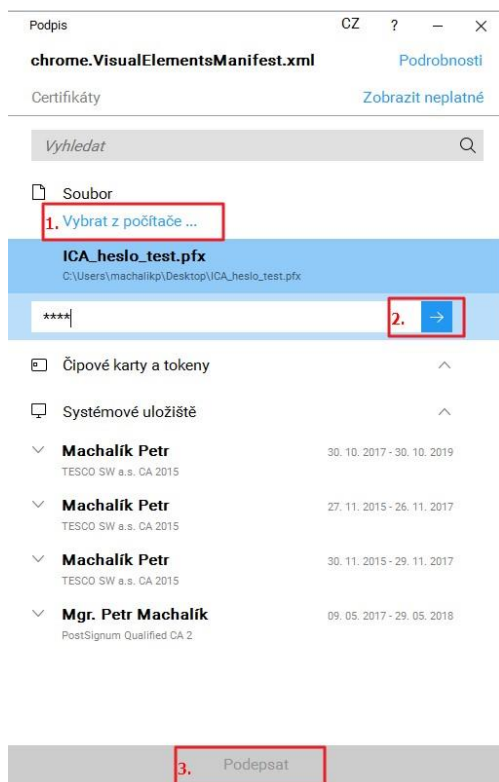 Podpis CZ ?
chrome.VisualElementsManifest.xml Podrobnosti
Certifikáty Zobrazit neplatné
Vyhledat
Soubor
1. Vybrat z počítače ...
ICA_heslo_test.pfx
C:\Users\machalikp\Desktop\ICA_heslo_test.pfx
**** 2.
Čipové karty a tokeny
Systémové uložiště
Machalík Petr 30. 10. 2017 - 30. 10. 2019
TESCO SW a.s. CA 2015
Machalík Petr 27. 11. 2015 - 26. 11. 2017
TESCO SW a.s. CA 2015
Machalík Petr 30. 11. 2015 - 29. 11. 2017
TESCO SW a.s. CA 2015
Mgr. Petr Machalík 09. 05. 2017 - 29. 05. 2018
PostSignum Qualified CA 2
3. Podepsat